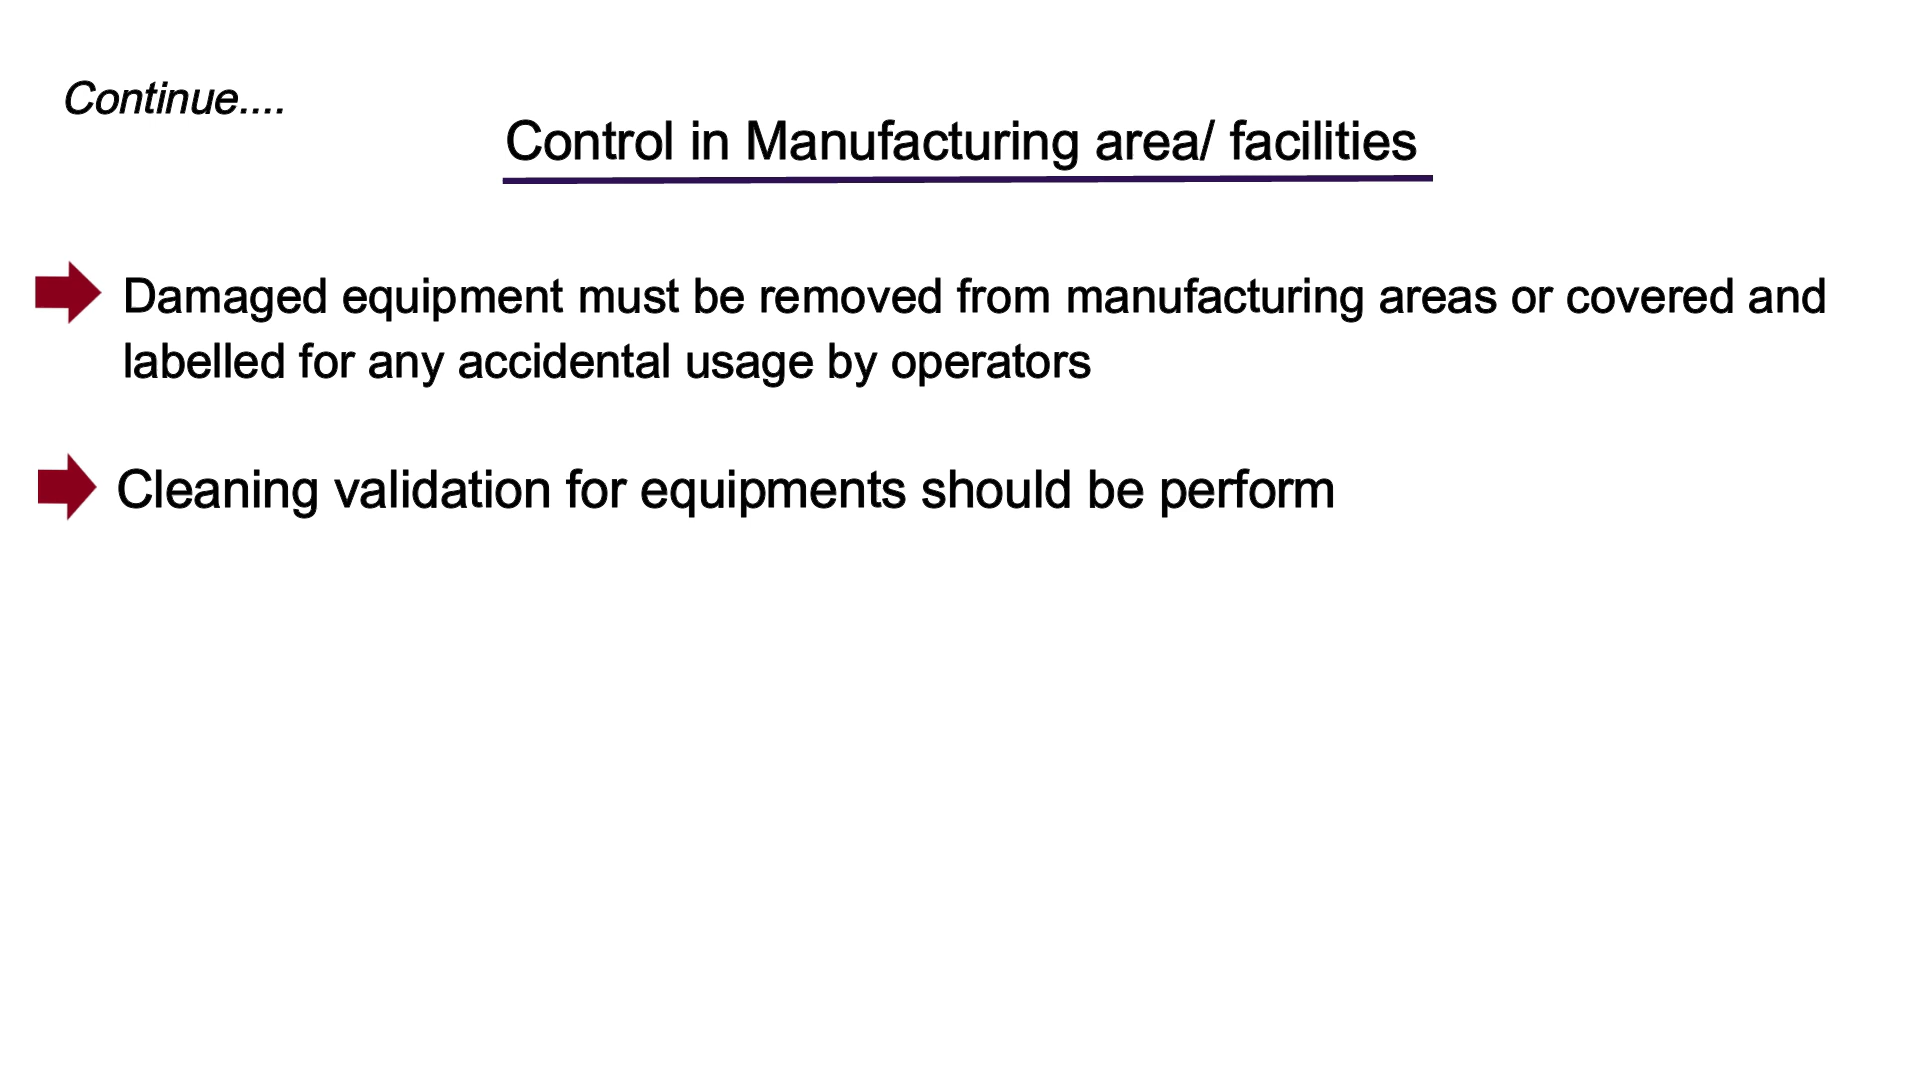 Continue....
Control in Manufacturing area/ facilities
Damaged equipment must be removed from manufacturing areas or covered and
labelled for any accidental usage by operators
Cleaning validation for equipments should be perform